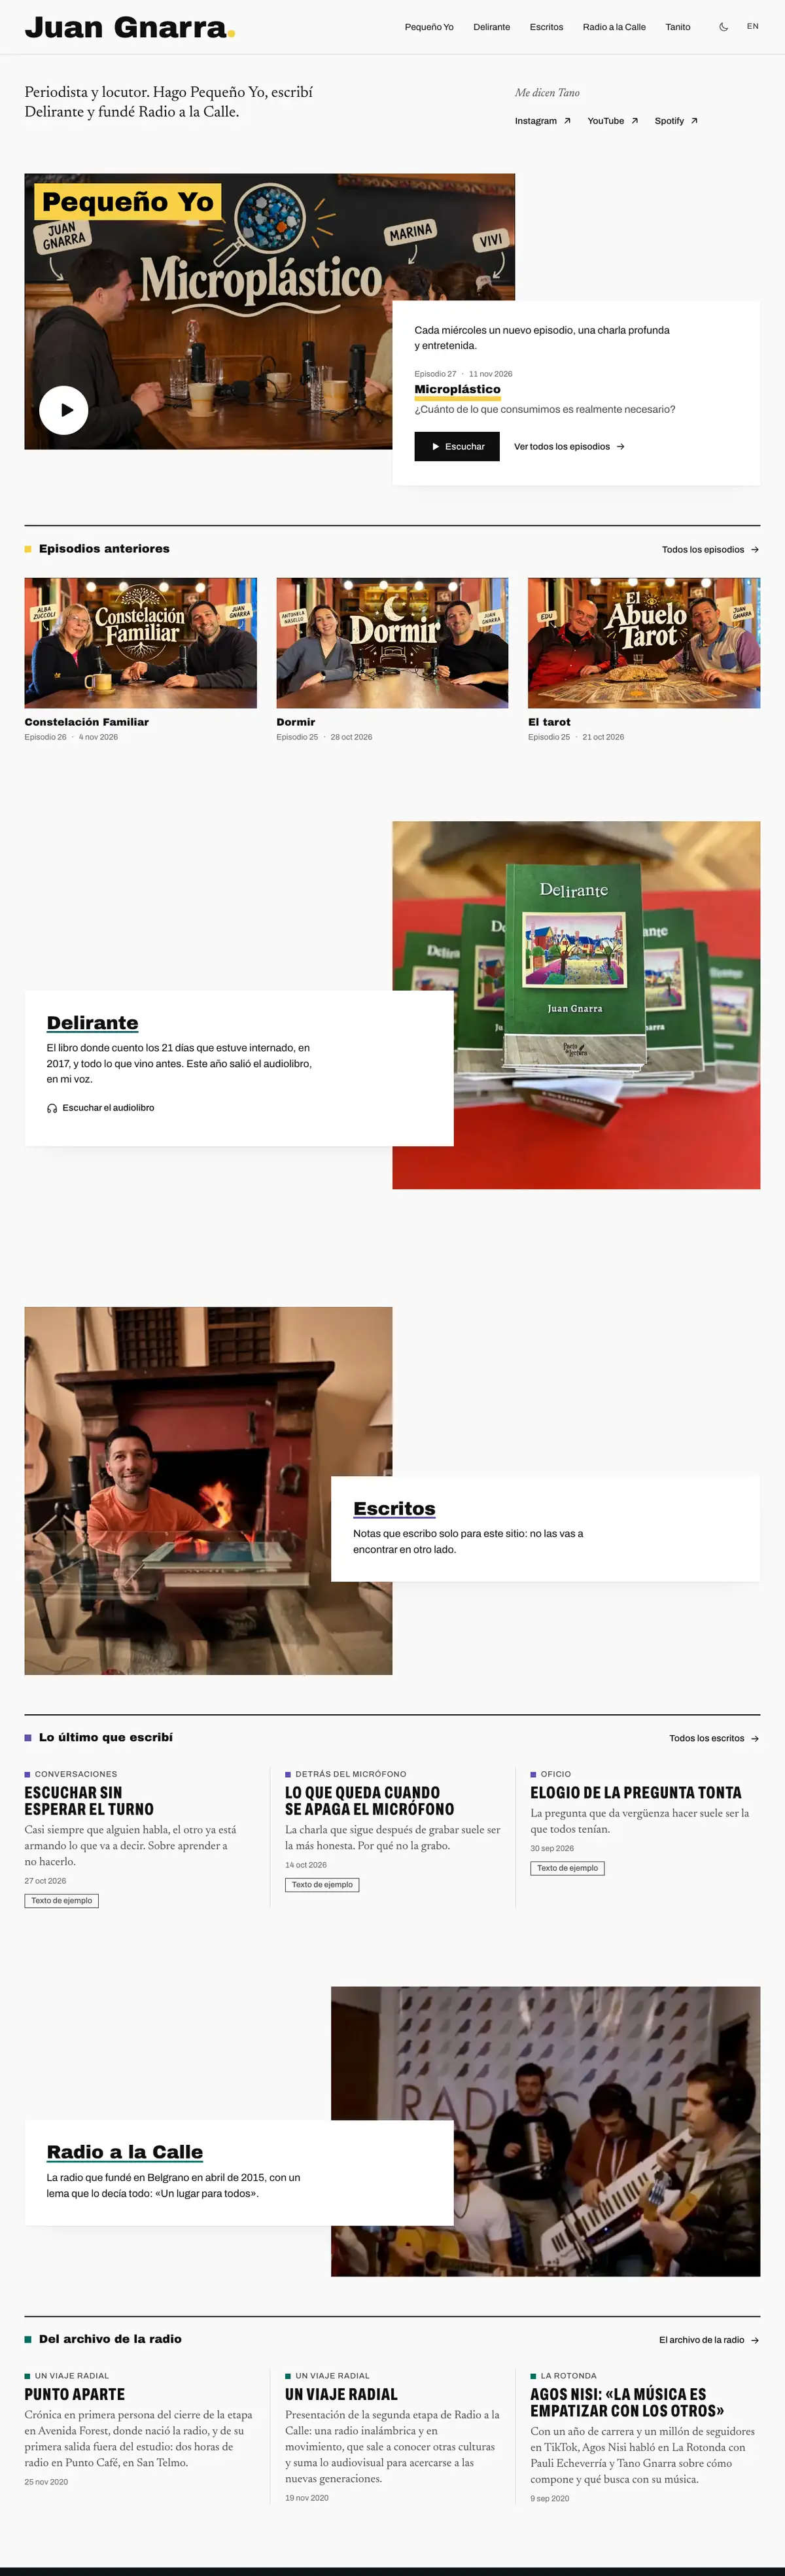 Juan Gnarra.
Pequeño Yo Delirante Escritos Radio a la Calle Tanito EN
Periodista y locutor. Hago Pequeño Yo, escribí
Delirante y fundé Radio a la Calle.
Me dicen Tano
Instagram YouTube Spotify
Pequeño Yo
JUAN
GNARRA
MARINA
VIVI
Microplástico
Cada miércoles un nuevo episodio, una charla profunda
y entretenida.
Episodio 27 · 11 nov 2026
Microplástico
¿Cuánto de lo que consumimos es realmente necesario?
Escuchar
Ver todos los episodios →
Episodios anteriores
Todos los episodios →
ALBA
ZUCCOLI
Constelación
Familiar
JUAN
GNARRA
ANTONELA
NASELLO
Dormir
JUAN
GNARRA
EDU
El
Abuelo
Tarot
JUAN
GNARRA
Constelación Familiar
Episodio 26 · 4 nov 2026
Dormir
Episodio 25 · 28 oct 2026
El tarot
Episodio 25 · 21 oct 2026
Delirante
Juan Gnarra
Delirante
El libro donde cuento los 21 días que estuve internado, en
2017, y todo lo que vino antes. Este año salió el audiolibro,
en mi voz.
Escuchar el audiolibro
Escritos
Notas que escribo solo para este sitio: no las vas a
encontrar en otro lado.
Lo último que escribí
Todos los escritos →
CONVERSACIONES
ESCUCHAR SIN
ESPERAR EL TURNO
Casi siempre que alguien habla, el otro ya está
armando lo que va a decir. Sobre aprender a
no hacerlo.
27 oct 2026
Texto de ejemplo
DETRÁS DEL MICRÓFONO
LO QUE QUEDA CUANDO
SE APAGA EL MICRÓFONO
La charla que sigue después de grabar suele ser
la más honesta. Por qué no la grabo.
14 oct 2026
Texto de ejemplo
OFICIO
ELOGIO DE LA PREGUNTA TONTA
La pregunta que da vergüenza hacer suele ser la
que todos tenían.
30 sep 2026
Texto de ejemplo
Radio a la Calle
La radio que fundé en Belgrano en abril de 2015, con un
lema que lo decía todo: «Un lugar para todos».
Del archivo de la radio
El archivo de la radio →
UN VIAJE RADIAL
PUNTO APARTE
Crónica en primera persona del cierre de la etapa
en Avenida Forest, donde nació la radio, y de su
primera salida fuera del estudio: dos horas de
radio en Punto Café, en San Telmo.
25 nov 2020
UN VIAJE RADIAL
UN VIAJE RADIAL
Presentación de la segunda etapa de Radio a la
Calle: una radio inalámbrica y en
movimiento, que sale a conocer otras culturas
y suma lo audiovisual para acercarse a las
nuevas generaciones.
19 nov 2020
LA ROTONDA
AGOS NISI: «LA MÚSICA ES
EMPATIZAR CON LOS OTROS»
Con un año de carrera y un millón de seguidores
en TikTok, Agos Nisi habló en La Rotonda con
Pauli Echeverría y Tano Gnarra sobre cómo
compone y qué busca con su música.
9 sep 2020